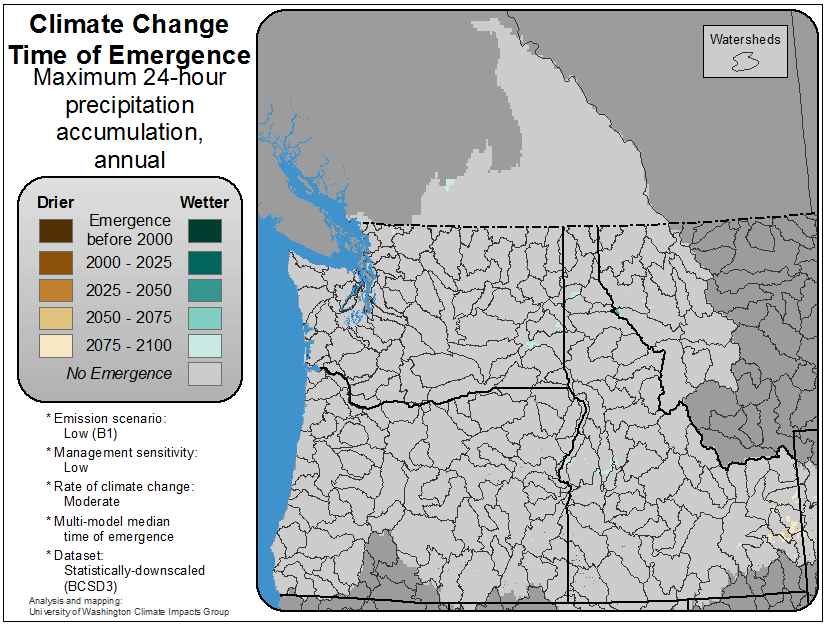 Climate Change
Time of Emergence
Maximum 24-hour
precipitation
accumulation,
annual
Drier Wetter
Emergence
before 2000
2000 - 2025
2025 - 2050
2050 - 2075
2075 - 2100
No Emergence
* Emission scenario:
Low (B1)
* Management sensitivity:
Low
* Rate of climate change:
Moderate
* Multi-model median
time of emergence
* Dataset:
Statistically-downscaled
(BCSD3)
Analysis and mapping:
University of Washington Climate Impacts Group
Watersheds